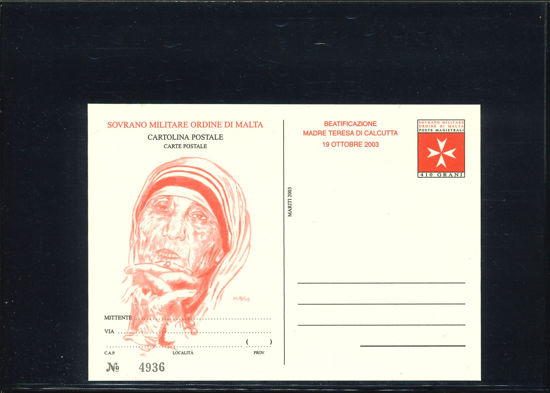 SOVRANO MILITARE ORDINE DI MALTA
CARTOLINA POSTALE
CARTE POSTALE
MITTENTE
VIA
( )
C.A.P. LOCALITÀ PROV.
№ 4936
MARITI 2003
BEATIFICAZIONE
MADRE TERESA DI CALCUTTA
19 OTTOBRE 2003
SOVRANO MILITARE
ORDINE DI MALTA
POSTE MAGISTRALI
410 GRANI